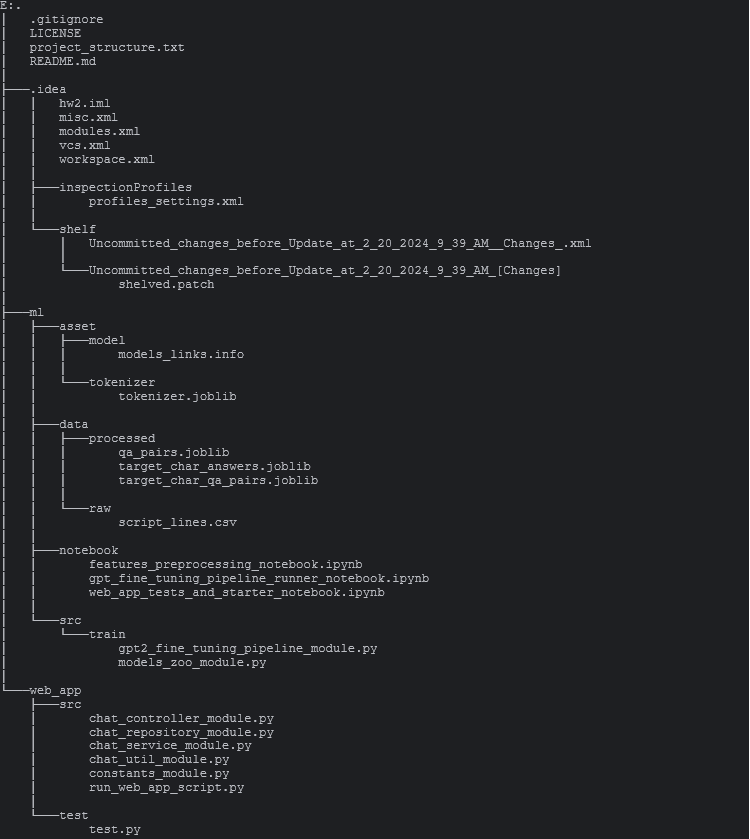 E:.
│   .gitignore
│   LICENSE
│   project_structure.txt
│   README.md
│
├───.idea
│   │   hw2.iml
│   │   misc.xml
│   │   modules.xml
│   │   vcs.xml
│   │   workspace.xml
│   │
│   ├───inspectionProfiles
│   │       profiles_settings.xml
│   │
│   └───shelf
│       │   Uncommitted_changes_before_Update_at_2_20_2024_9_39_AM__Changes_.xml
│       │
│       └───Uncommitted_changes_before_Update_at_2_20_2024_9_39_AM_[Changes]
│               shelved.patch
│
├───ml
│   ├───asset
│   │   ├───model
│   │   │       models_links.info
│   │   │
│   │   └───tokenizer
│   │           tokenizer.joblib
│   │
│   ├───data
│   │   ├───processed
│   │   │       qa_pairs.joblib
│   │   │       target_char_answers.joblib
│   │   │       target_char_qa_pairs.joblib
│   │   │
│   │   └───raw
│   │           script_lines.csv
│   │
│   ├───notebook
│   │       features_preprocessing_notebook.ipynb
│   │       gpt_fine_tuning_pipeline_runner_notebook.ipynb
│   │       web_app_tests_and_starter_notebook.ipynb
│   │
│   └───src
│       └───train
│               gpt2_fine_tuning_pipeline_module.py
│               models_zoo_module.py
│
└───web_app
    ├───src
    │       chat_controller_module.py
    │       chat_repository_module.py
    │       chat_service_module.py
    │       chat_util_module.py
    │       constants_module.py
    │       run_web_app_script.py
    │
    └───test
            test.py